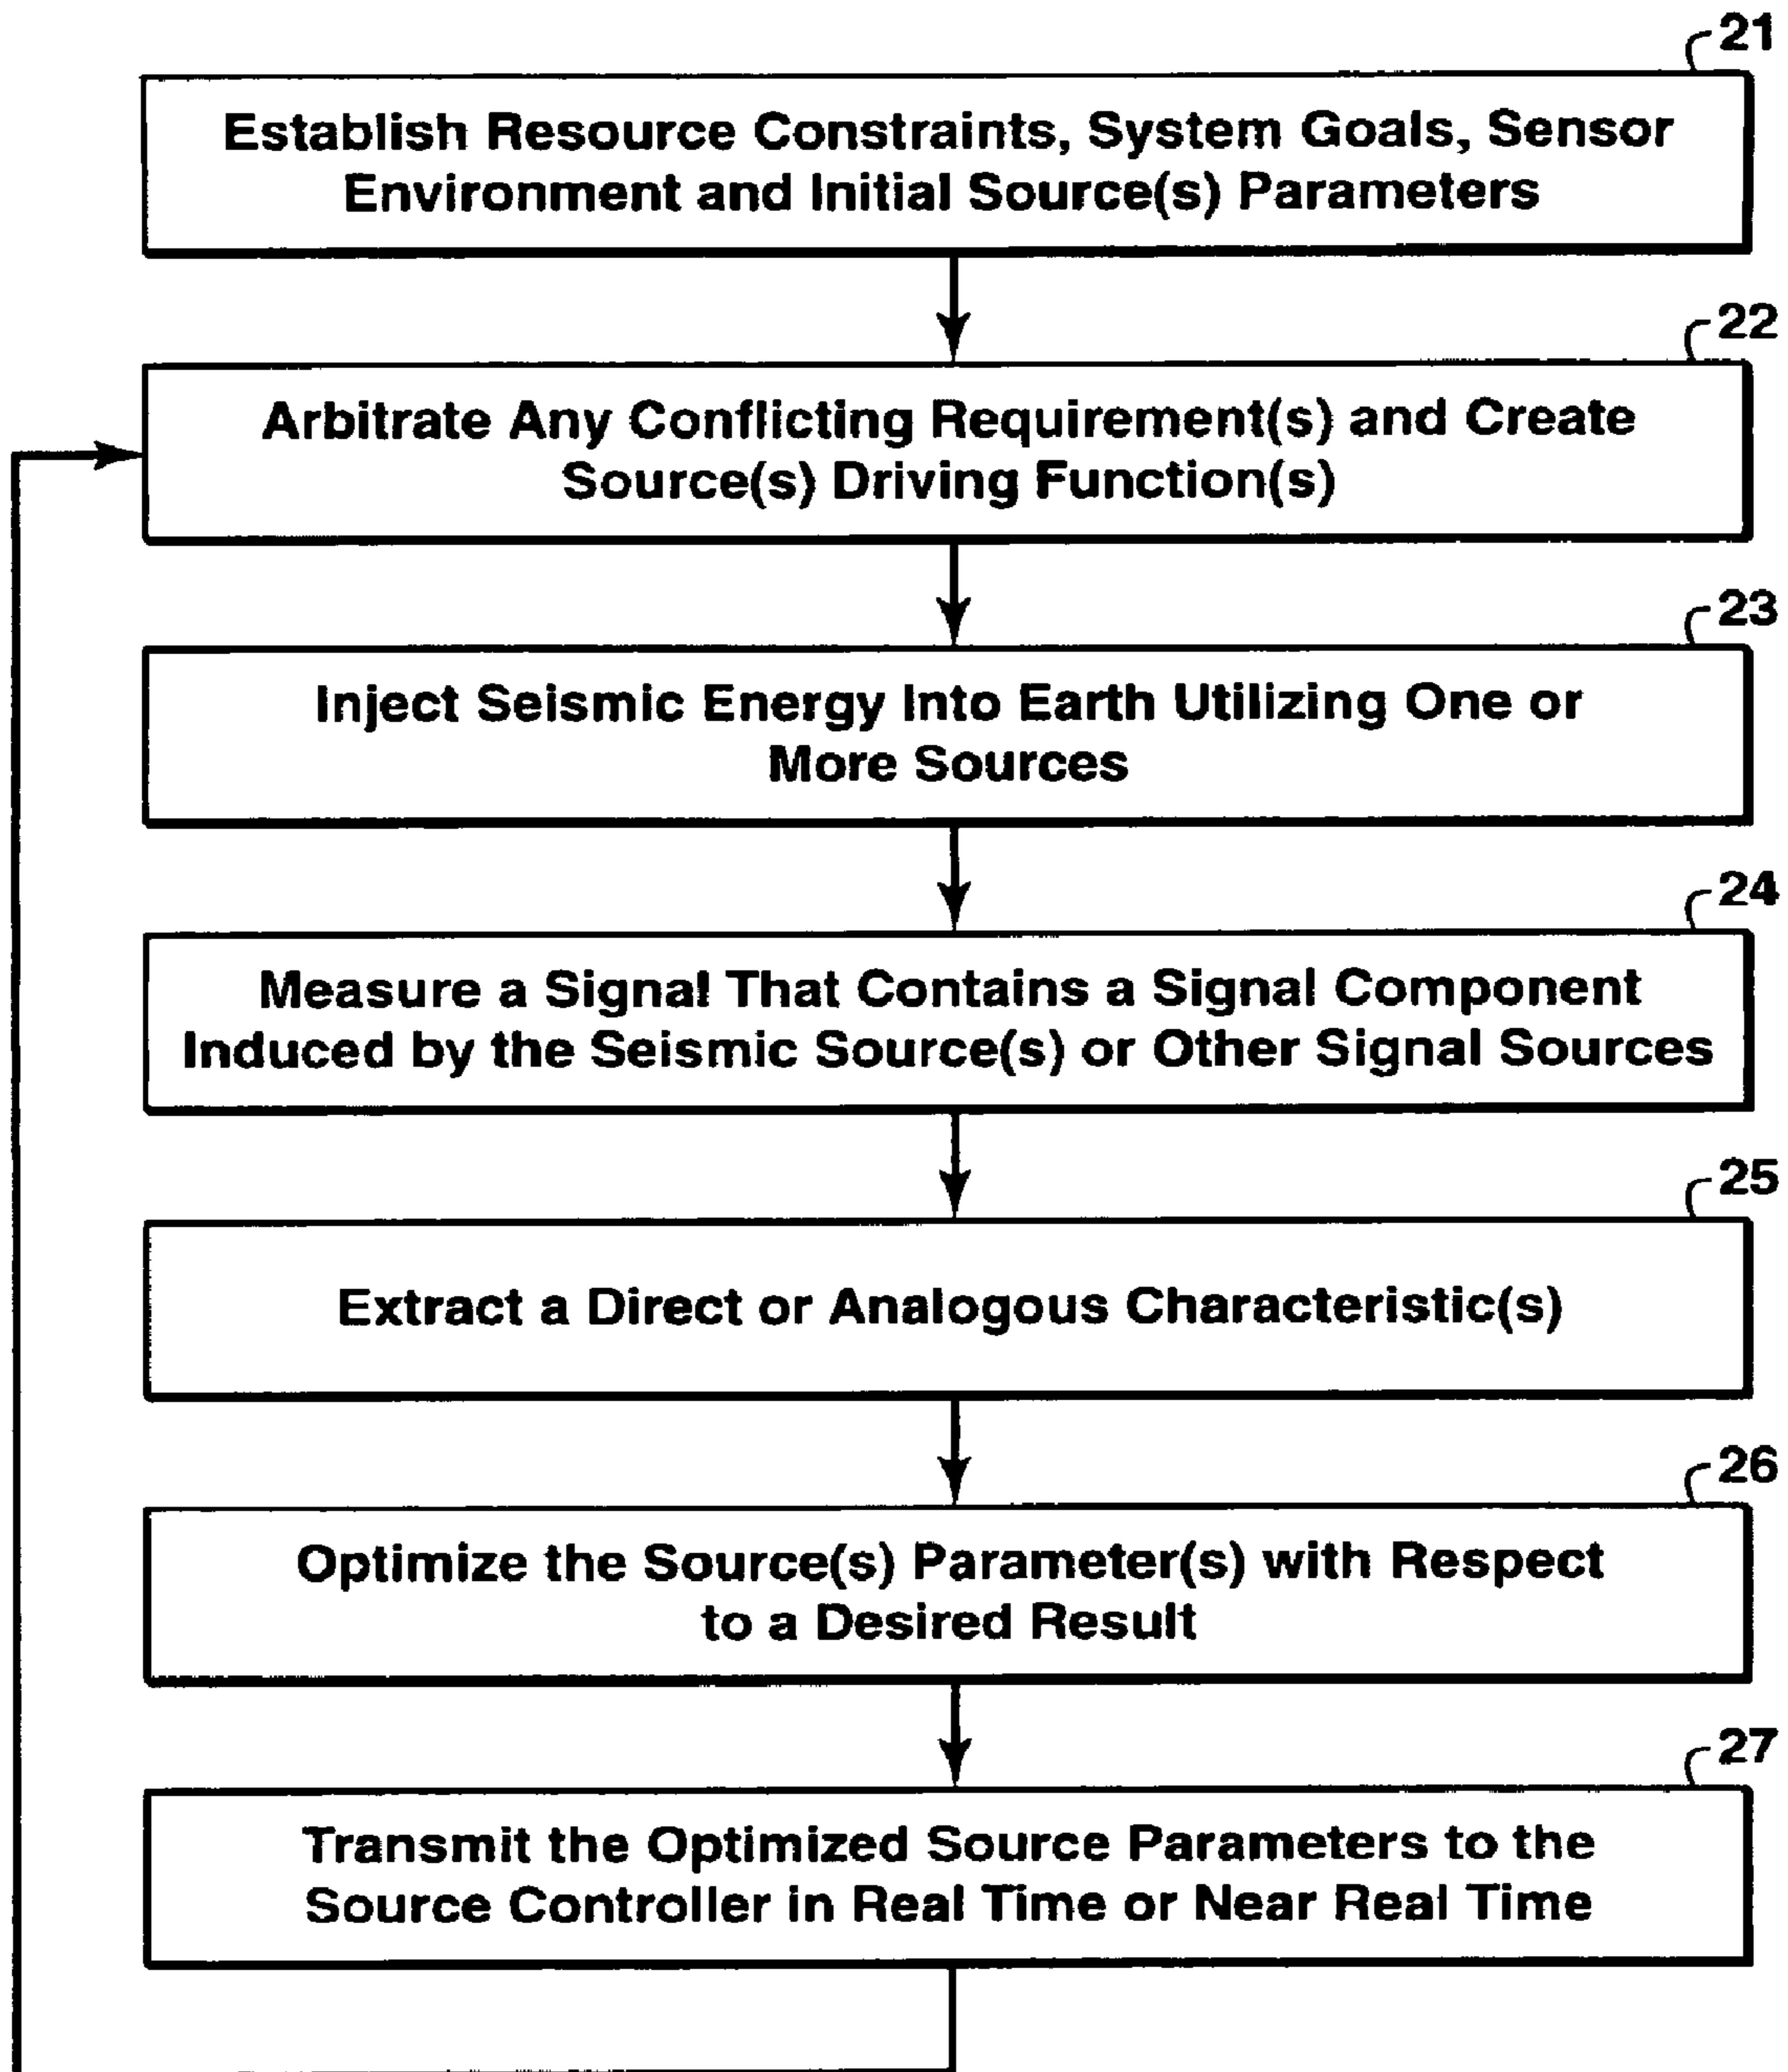 21
Establish Resource Constraints, System Goals, Sensor
Environment and Initial Source(s) Parameters
22
Arbitrate Any Conflicting Requirement(s) and Create
Source(s) Driving Function(s)
23
Inject Seismic Energy Into Earth Utilizing One or
More Sources
24
Measure a Signal That Contains a Signal Component
Induced by the Seismic Source(s) or Other Signal Sources
25
Extract a Direct or Analogous Characteristic(s)
26
Optimize the Source(s) Parameter(s) with Respect
to a Desired Result
27
Transmit the Optimized Source Parameters to the
Source Controller in Real Time or Near Real Time